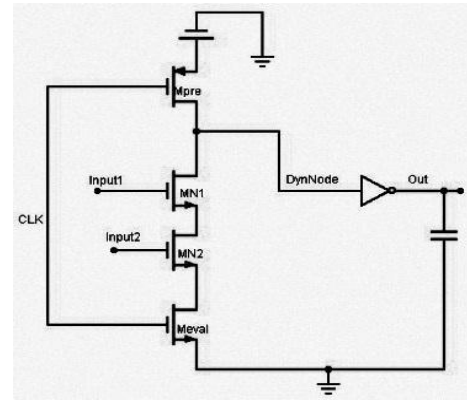 Mpre
Input1
MN1
DynNode
Out
CLK
Input2
MN2
Meval